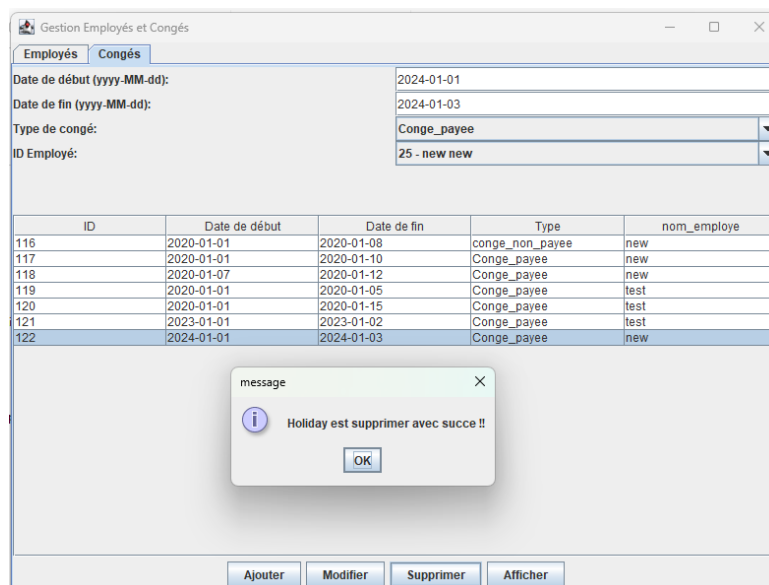 Gestion Employés et Congés
Employés Congés
Date de début (yyyy-MM-dd): 2024-01-01
Date de fin (yyyy-MM-dd): 2024-01-03
Type de congé: Conge_payee
ID Employé: 25 - new new
ID Date de début Date de fin Type nom_employe
116 2020-01-01 2020-01-08 conge_non_payee new
117 2020-01-01 2020-01-10 Conge_payee new
118 2020-01-07 2020-01-12 Conge_payee new
119 2020-01-01 2020-01-05 Conge_payee test
120 2020-01-01 2020-01-15 Conge_payee test
121 2023-01-01 2023-01-02 Conge_payee test
122 2024-01-01 2024-01-03 Conge_payee new
message
Holiday est supprimer avec succe !!
OK
Ajouter Modifier Supprimer Afficher